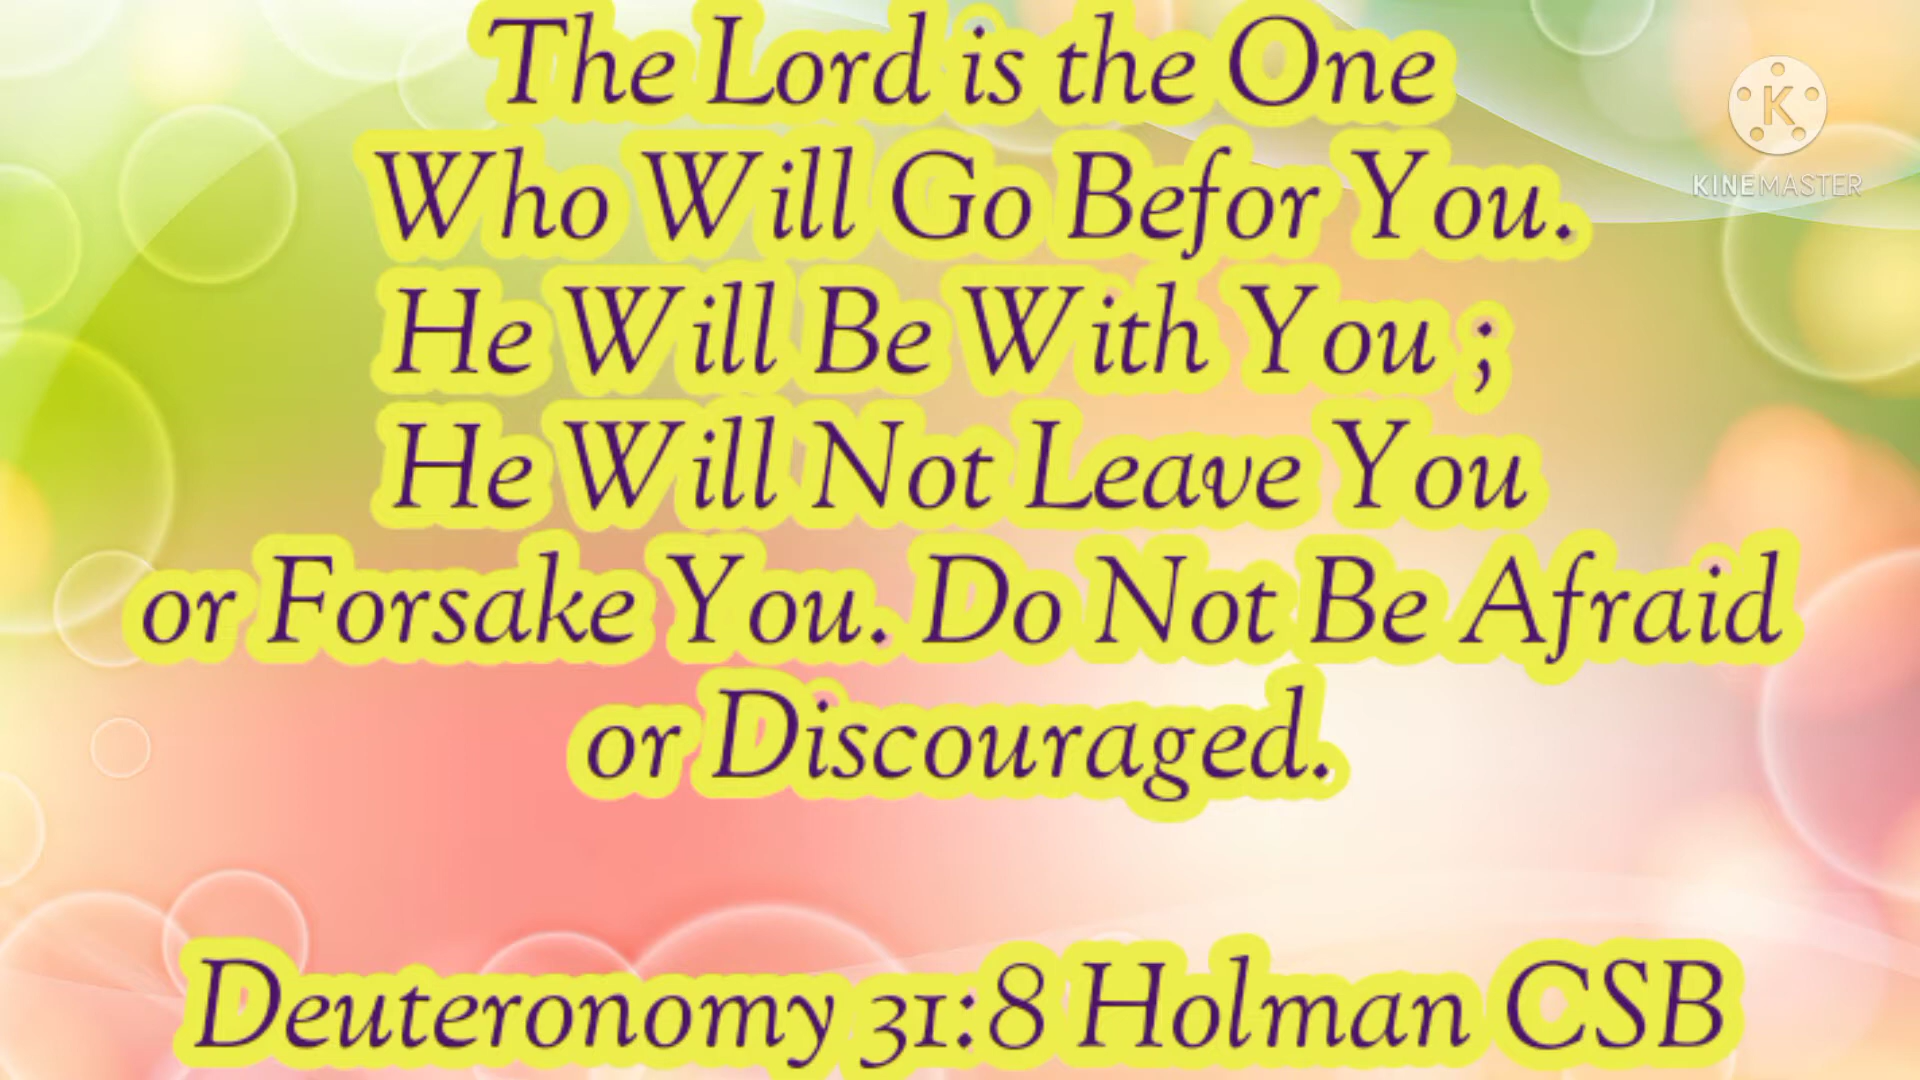 The Lord is the One
Who Will Go Befor You.
He Will Be With You ;
He Will Not Leave You
or Forsake You. Do Not Be Afraid
or Discouraged.
Deuteronomy 31:8 Holman CSB
K
KINEMASTER